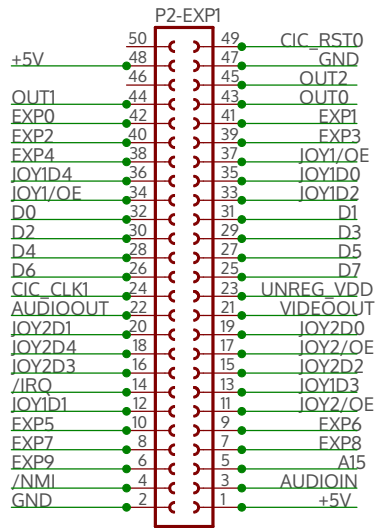 P2-EXP1
50 49 CIC_RST0
+5V 48 47 GND
46 45 OUT2
OUT1 44 43 OUT0
EXP0 42 41 EXP1
EXP2 40 39 EXP3
EXP4 38 37 JOY1/OE
JOY1D4 36 35 JOY1D0
JOY1/OE 34 33 JOY1D2
D0 32 31 D1
D2 30 29 D3
D4 28 27 D5
D6 26 25 D7
CIC_CLK1 24 23 UNREG_VDD
AUDIOOUT 22 21 VIDEOOUT
JOY2D1 20 19 JOY2D0
JOY2D4 18 17 JOY2/OE
JOY2D3 16 15 JOY2D2
/IRQ 14 13 JOY1D3
JOY1D1 12 11 JOY2/OE
EXP5 10 9 EXP6
EXP7 8 7 EXP8
EXP9 6 5 A15
/NMI 4 3 AUDIOIN
GND 2 1 +5V